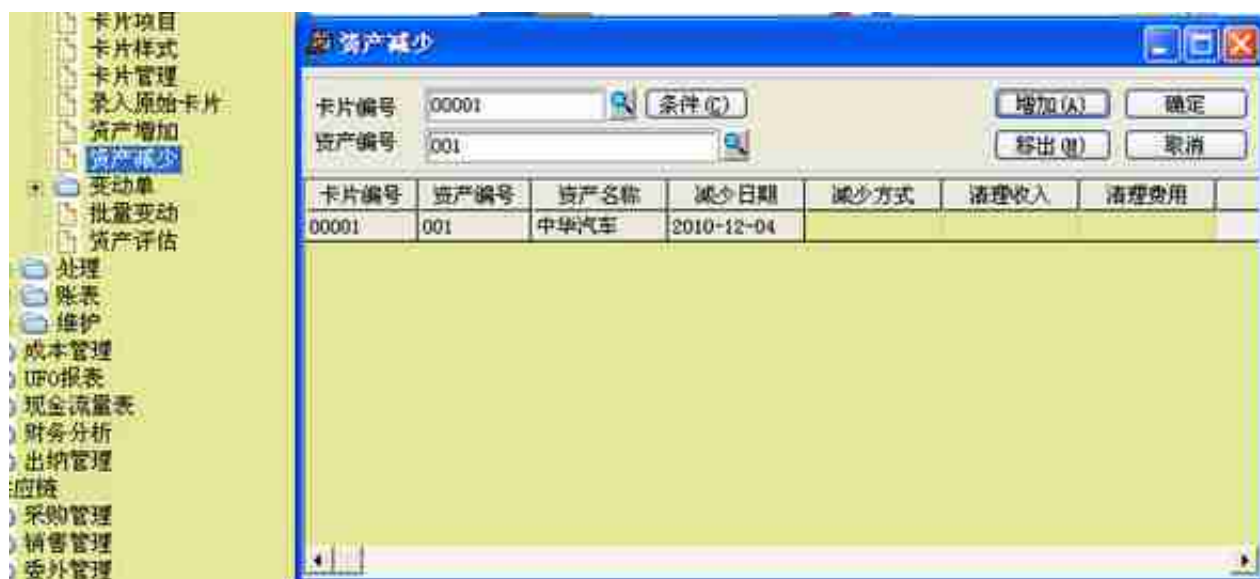 卡片项目
卡片样式
卡片管理
录入原始卡片
资产增加
资产减少
变动单
批量变动
资产评估
处理
账表
维护
成本管理
UFO报表
现金流量表
财务分析
出纳管理
应链
采购管理
销售管理
委外管理
资产减少
卡片编号 00001 条件(C) 增加(A) 确定
资产编号 001 移出(M) 取消
卡片编号 资产编号 资产名称 减少日期 减少方式 清理收入 清理费用
00001 001 中华汽车 2010-12-04